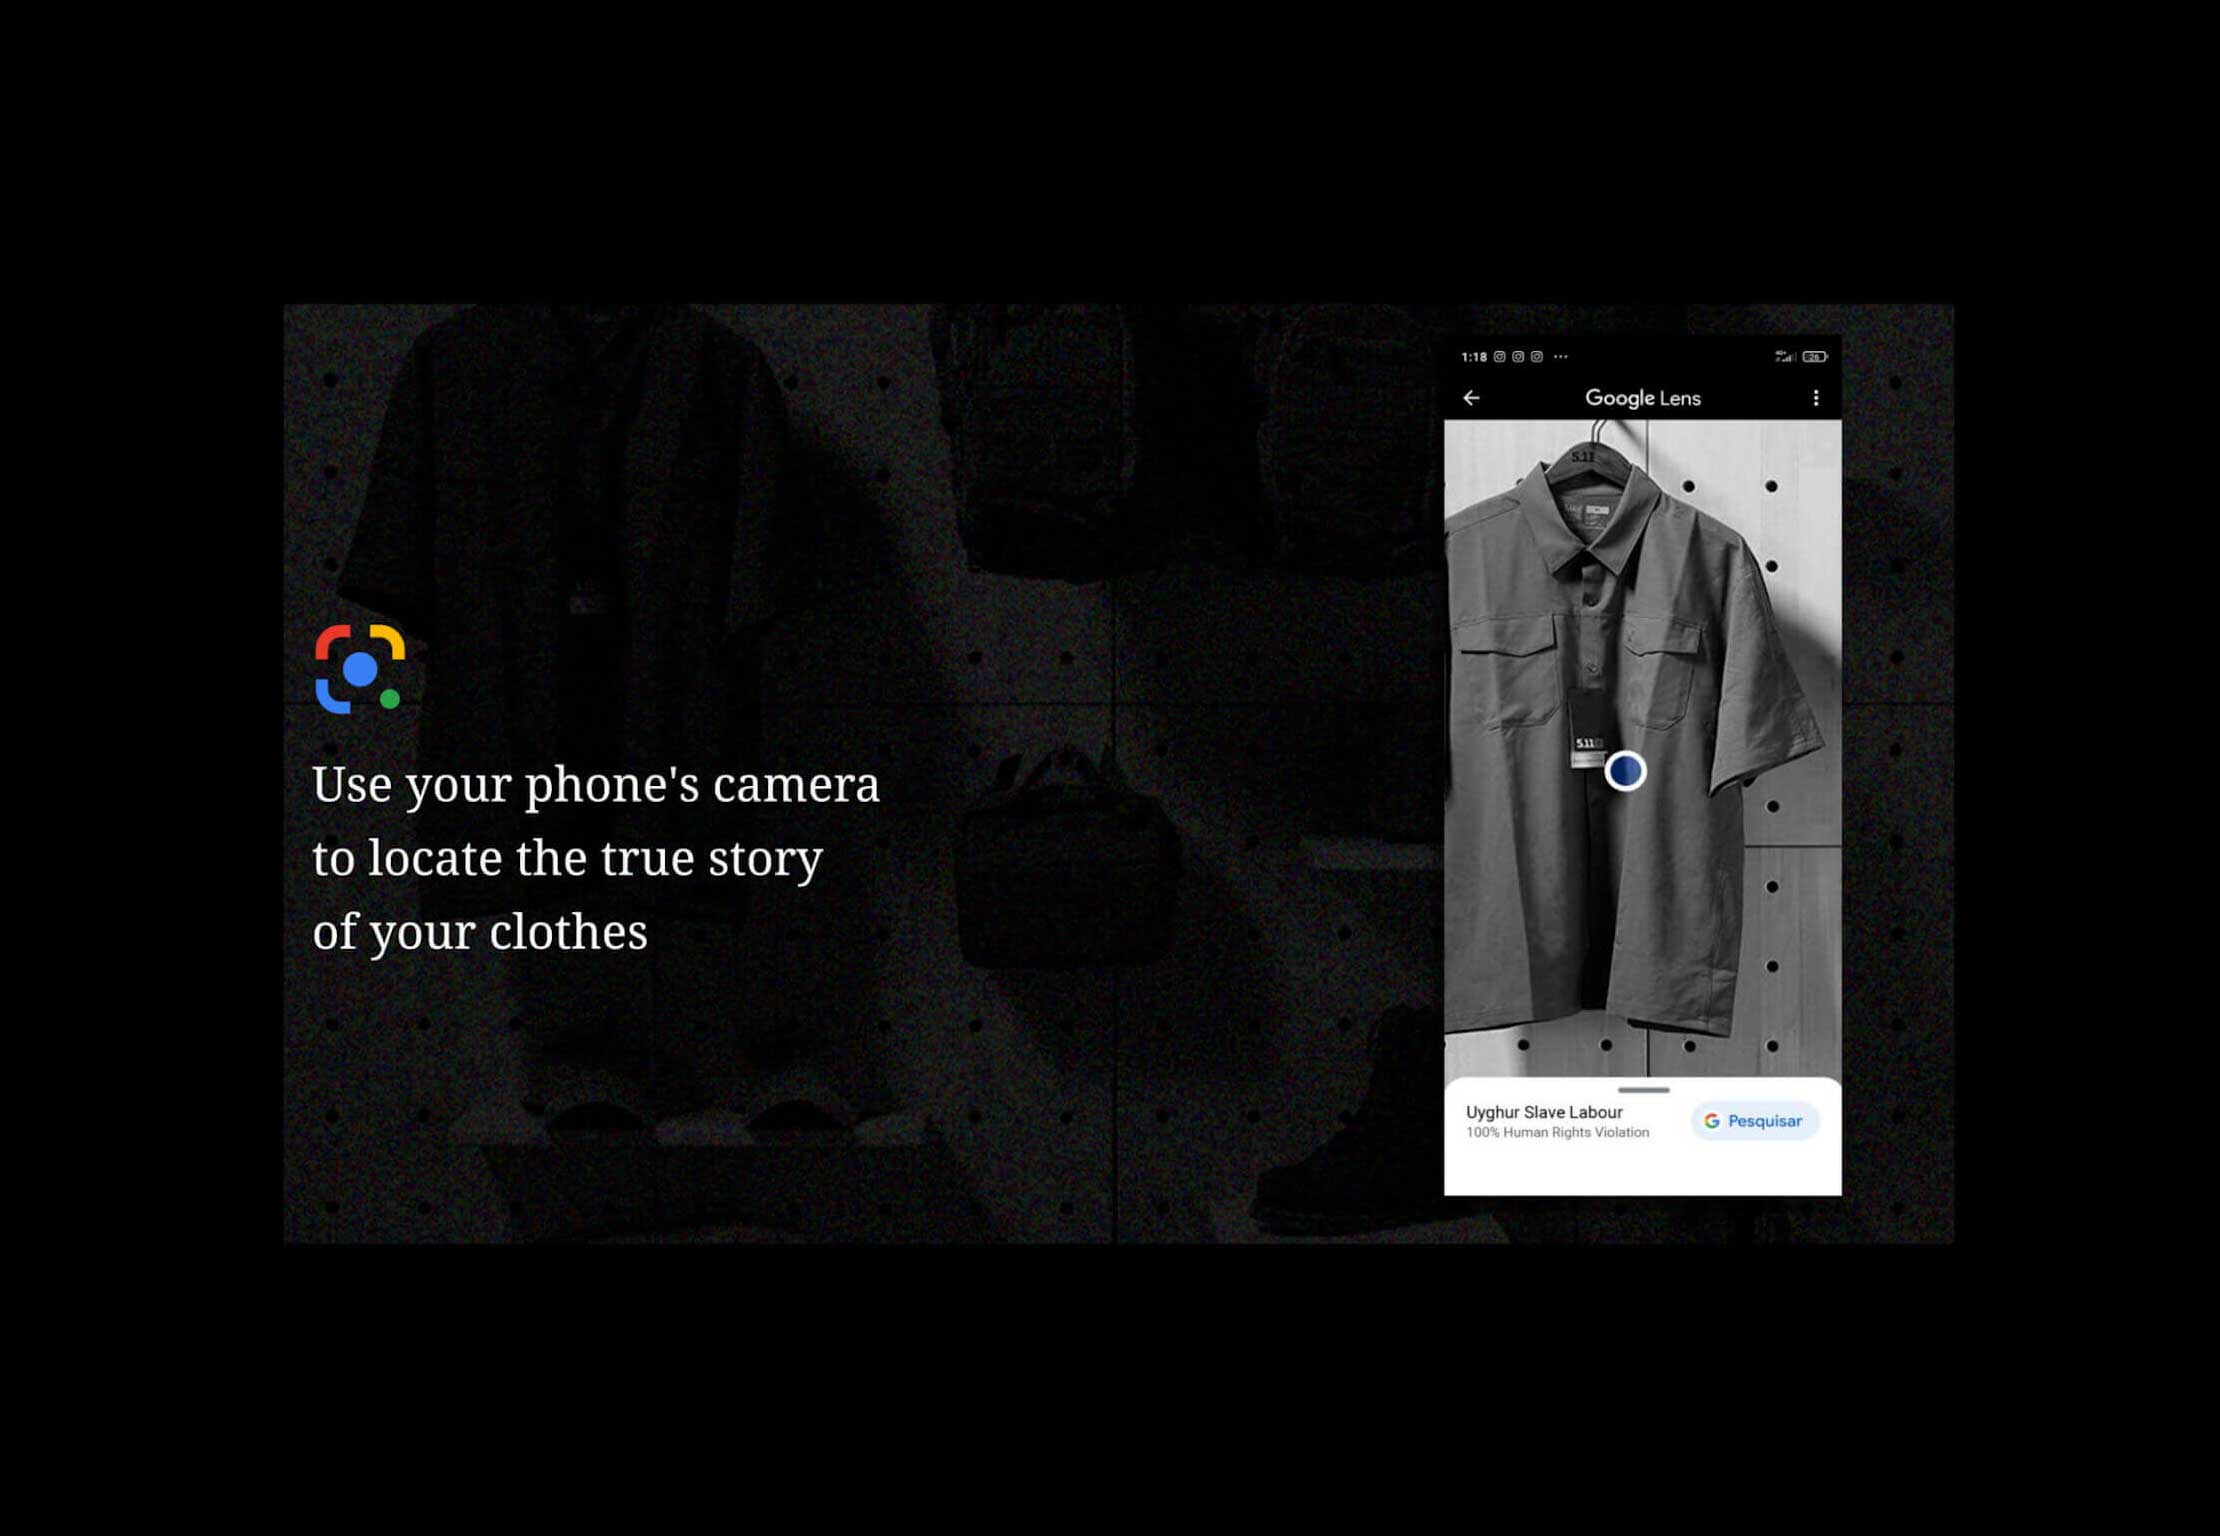 Use your phone's camera
to locate the true story
of your clothes
1:18
26
Google Lens
5.11
5.11
Uyghur Slave Labour
100% Human Rights Violation
Pesquisar